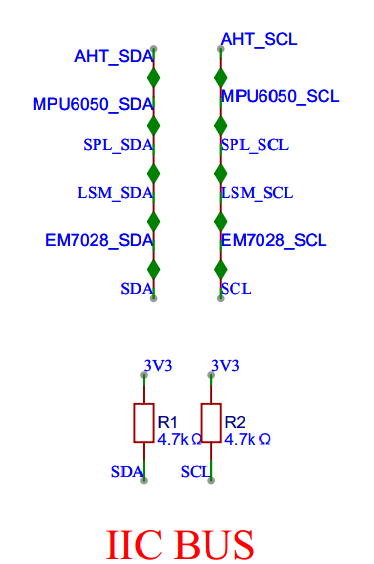 AHT_SDA AHT_SCL
MPU6050_SDA MPU6050_SCL
SPL_SDA SPL_SCL
LSM_SDA LSM_SCL
EM7028_SDA EM7028_SCL
SDA SCL
3V3 3V3
R1 R2
4.7kΩ 4.7kΩ
SDA SCL
IIC BUS